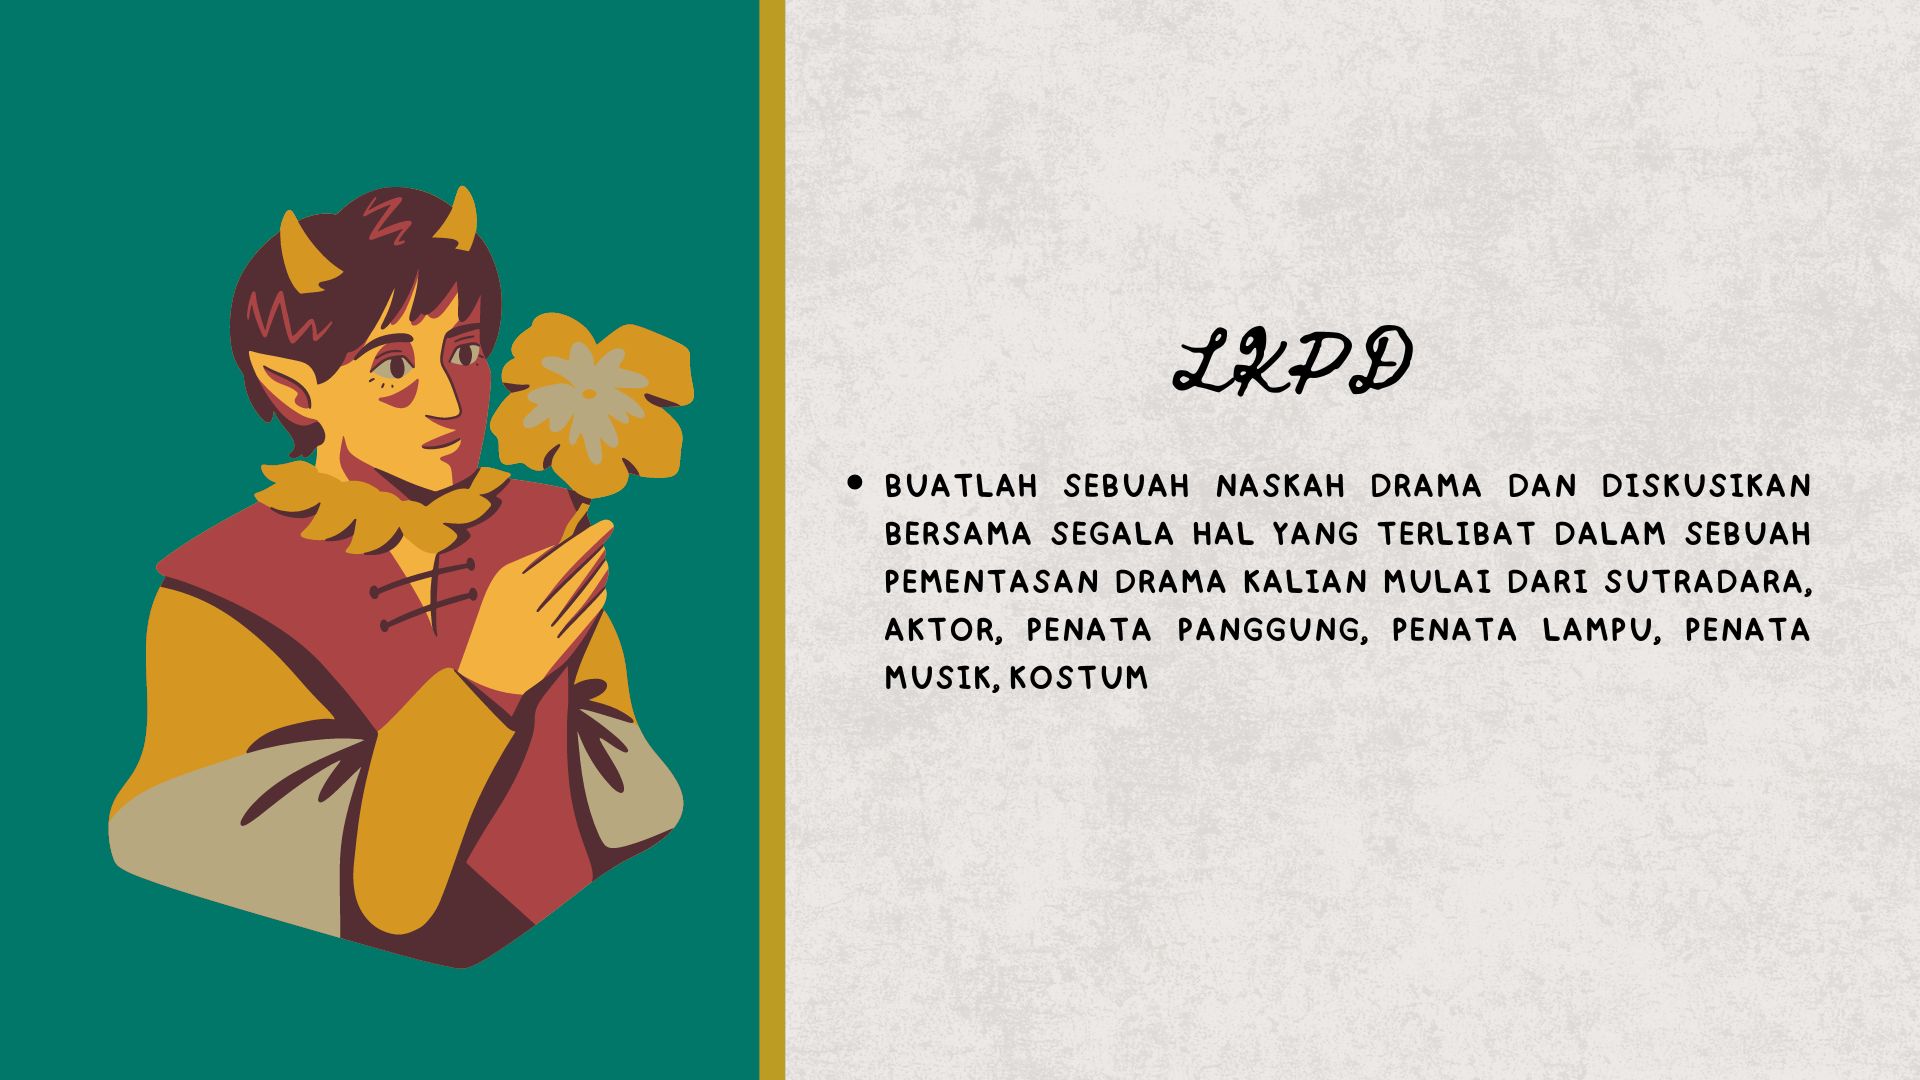 LKPD
• BUATLAH SEBUAH NASKAH DRAMA DAN DISKUSIKAN
BERSAMA SEGALA HAL YANG TERLIBAT DALAM SEBUAH
PEMENTASAN DRAMA KALIAN MULAI DARI SUTRADARA,
AKTOR, PENATA PANGGUNG, PENATA LAMPU, PENATA
MUSIK, KOSTUM